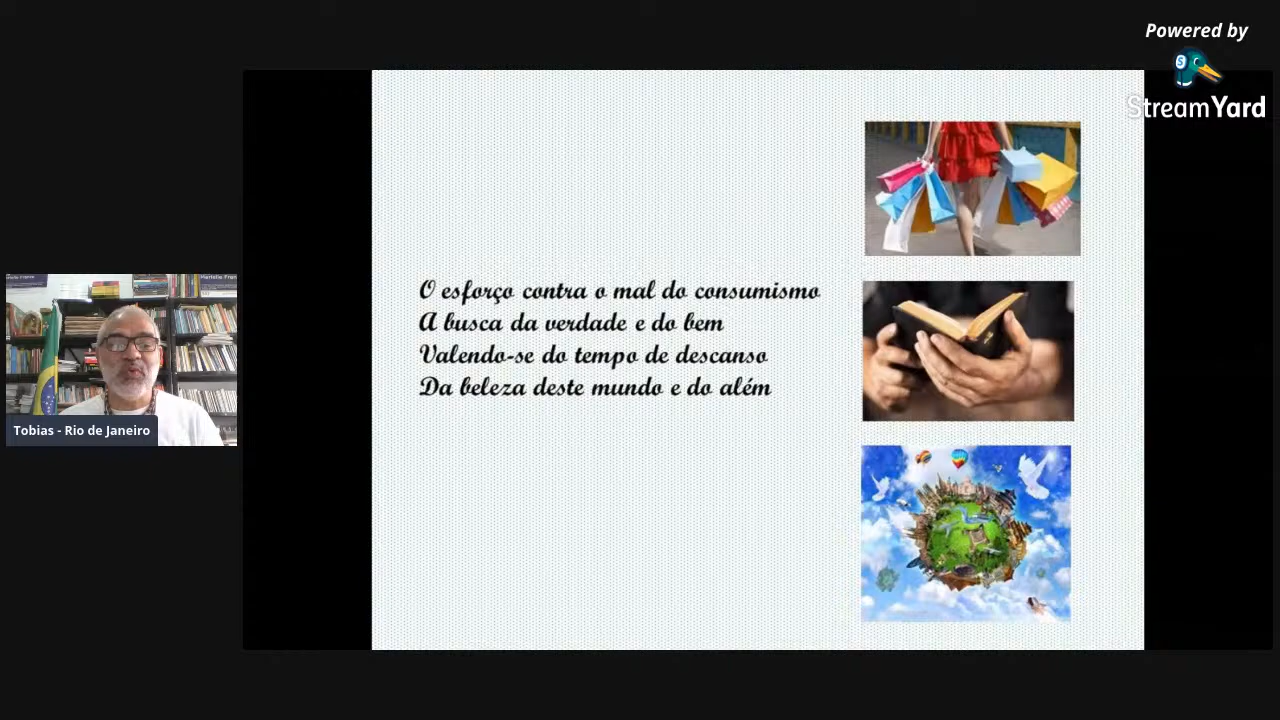 Powered by
StreamYard
O esforço contra o mal do consumismo
A busca da verdade e do bem
Valendo-se do tempo de descanso
Da beleza deste mundo e do além
Tobias - Rio de Janeiro